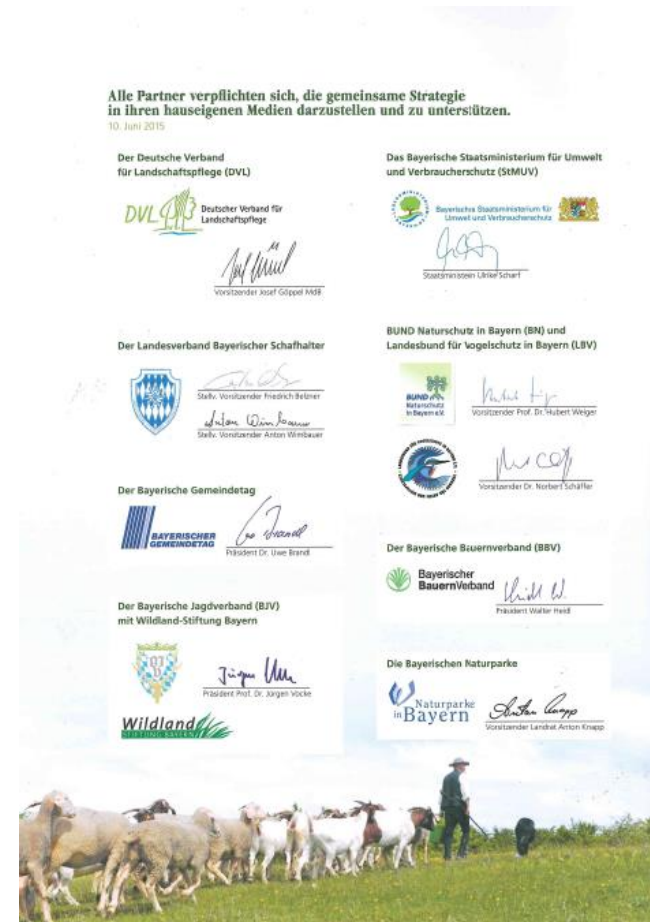 Alle Partner verpflichten sich, die gemeinsame Strategie
in ihren hauseigenen Medien darzustellen und zu unterstützen.
10. Juni 2015
Der Deutsche Verband
für Landschaftspflege (DVL)
DVL
Deutscher Verband für
Landschaftspflege
Vorsitzender Josef Göppel MdB
Das Bayerische Staatsministerium für Umwelt
und Verbraucherschutz (StMUV)
Bayerisches Staatsministerium für
Umwelt und Verbraucherschutz
Staatsministerin Ulrike Scharf
Der Landesverband Bayerischer Schafhalter
Stellv. Vorsitzender Friedrich Belzner
Anton Wimbauer
Stellv. Vorsitzender Anton Wimbauer
BUND Naturschutz in Bayern (BN) und
Landesbund für Vogelschutz in Bayern (LBV)
BUND
Naturschutz
in Bayern e.V.
Vorsitzender Prof. Dr. Hubert Weiger
Vorsitzender Dr. Norbert Schäffer
Der Bayerische Gemeindetag
BAYERISCHER
GEMEINDETAG
Präsident Dr. Uwe Brandl
Der Bayerische Bauernverband (BBV)
Bayerischer
BauernVerband
Präsident Walter Heidl
Der Bayerische Jagdverband (BJV)
mit Wildland-Stiftung Bayern
Jürgen
Präsident Prof. Dr. Jürgen Vocke
Wildland
STIFTUNG BAYERN
Die Bayerischen Naturparke
Naturparke
in Bayern
Anton Knapp
Vorsitzender Landrat Anton Knapp